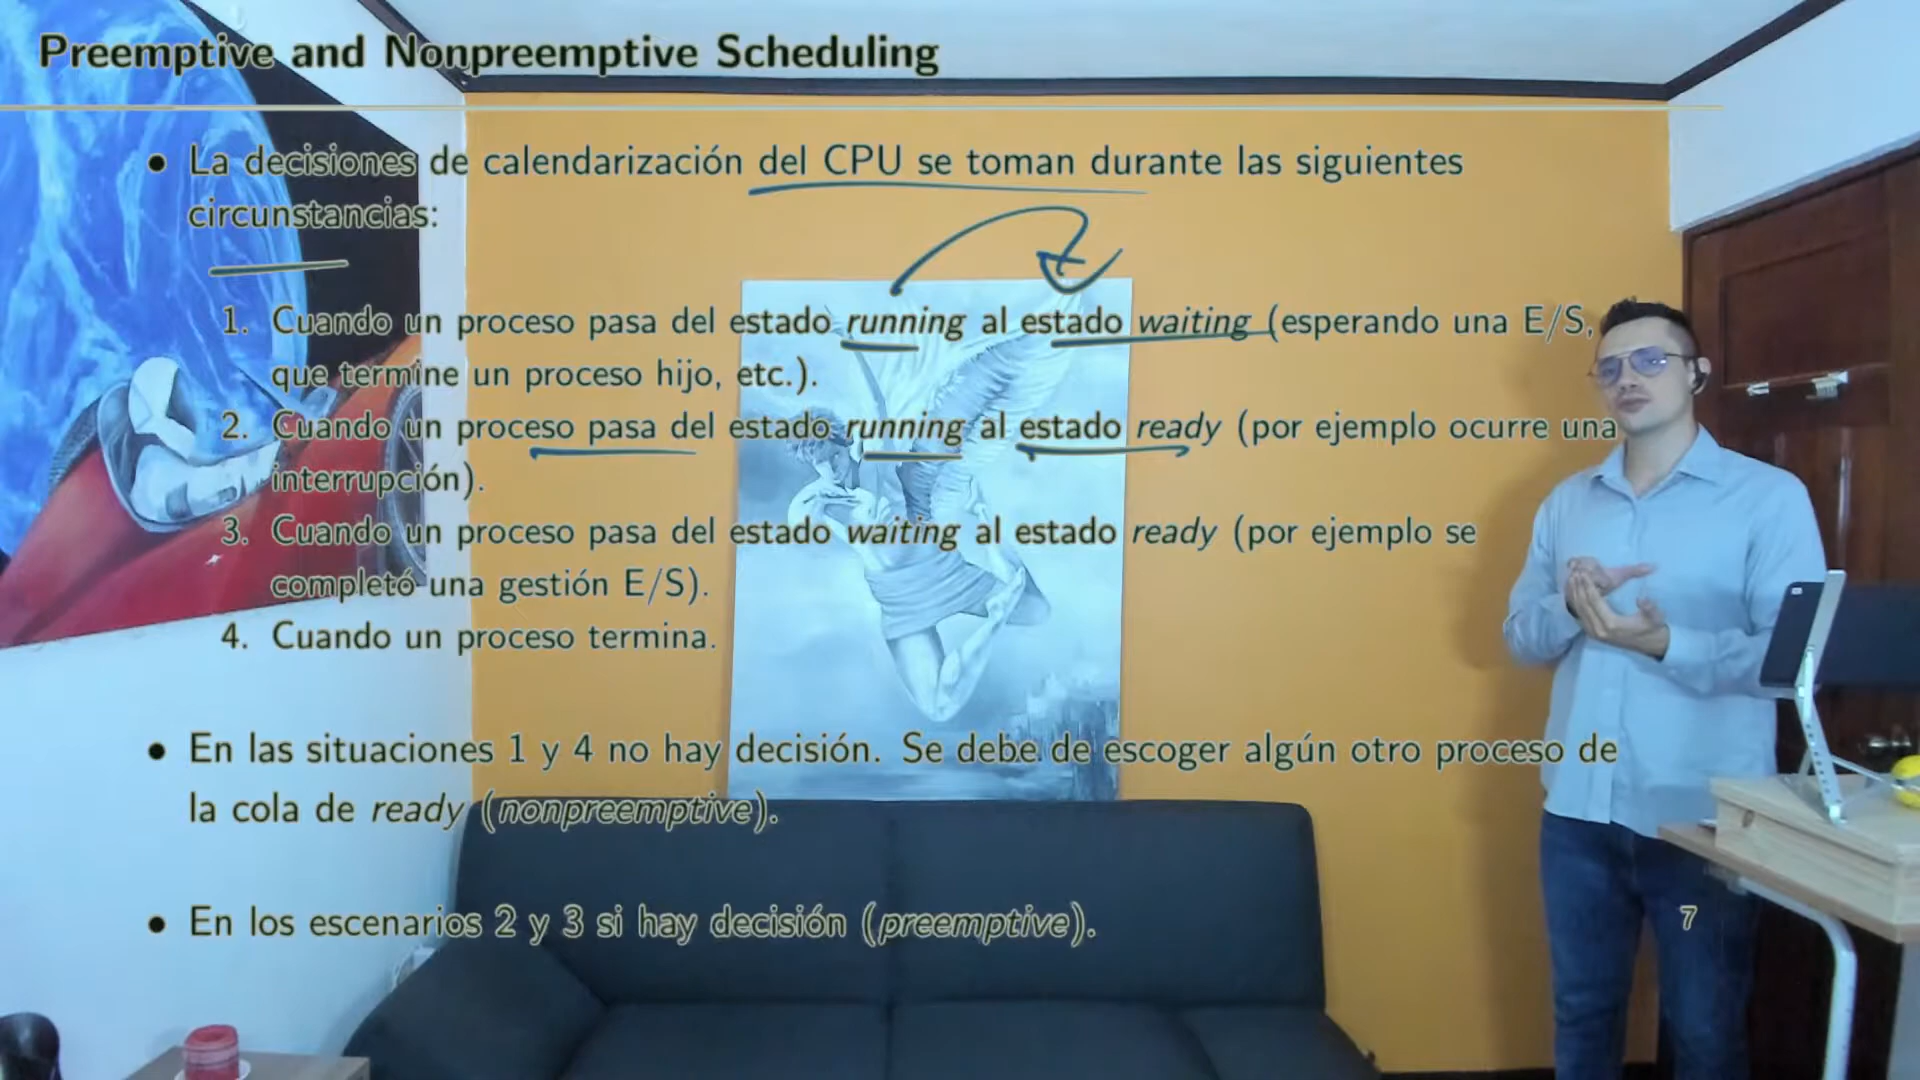 Preemptive and Nonpreemptive Scheduling
• La decisiones de calendarización del CPU se toman durante las siguientes
circunstancias:
1. Cuando un proceso pasa del estado running al estado waiting (esperando una E/S,
que termine un proceso hijo, etc.).
2. Cuando un proceso pasa del estado running al estado ready (por ejemplo ocurre una
interrupción).
3. Cuando un proceso pasa del estado waiting al estado ready (por ejemplo se
completó una gestión E/S).
4. Cuando un proceso termina.
• En las situaciones 1 y 4 no hay decisión. Se debe de escoger algún otro proceso de
la cola de ready (nonpreemptive).
• En los escenarios 2 y 3 si hay decisión (preemptive).
7